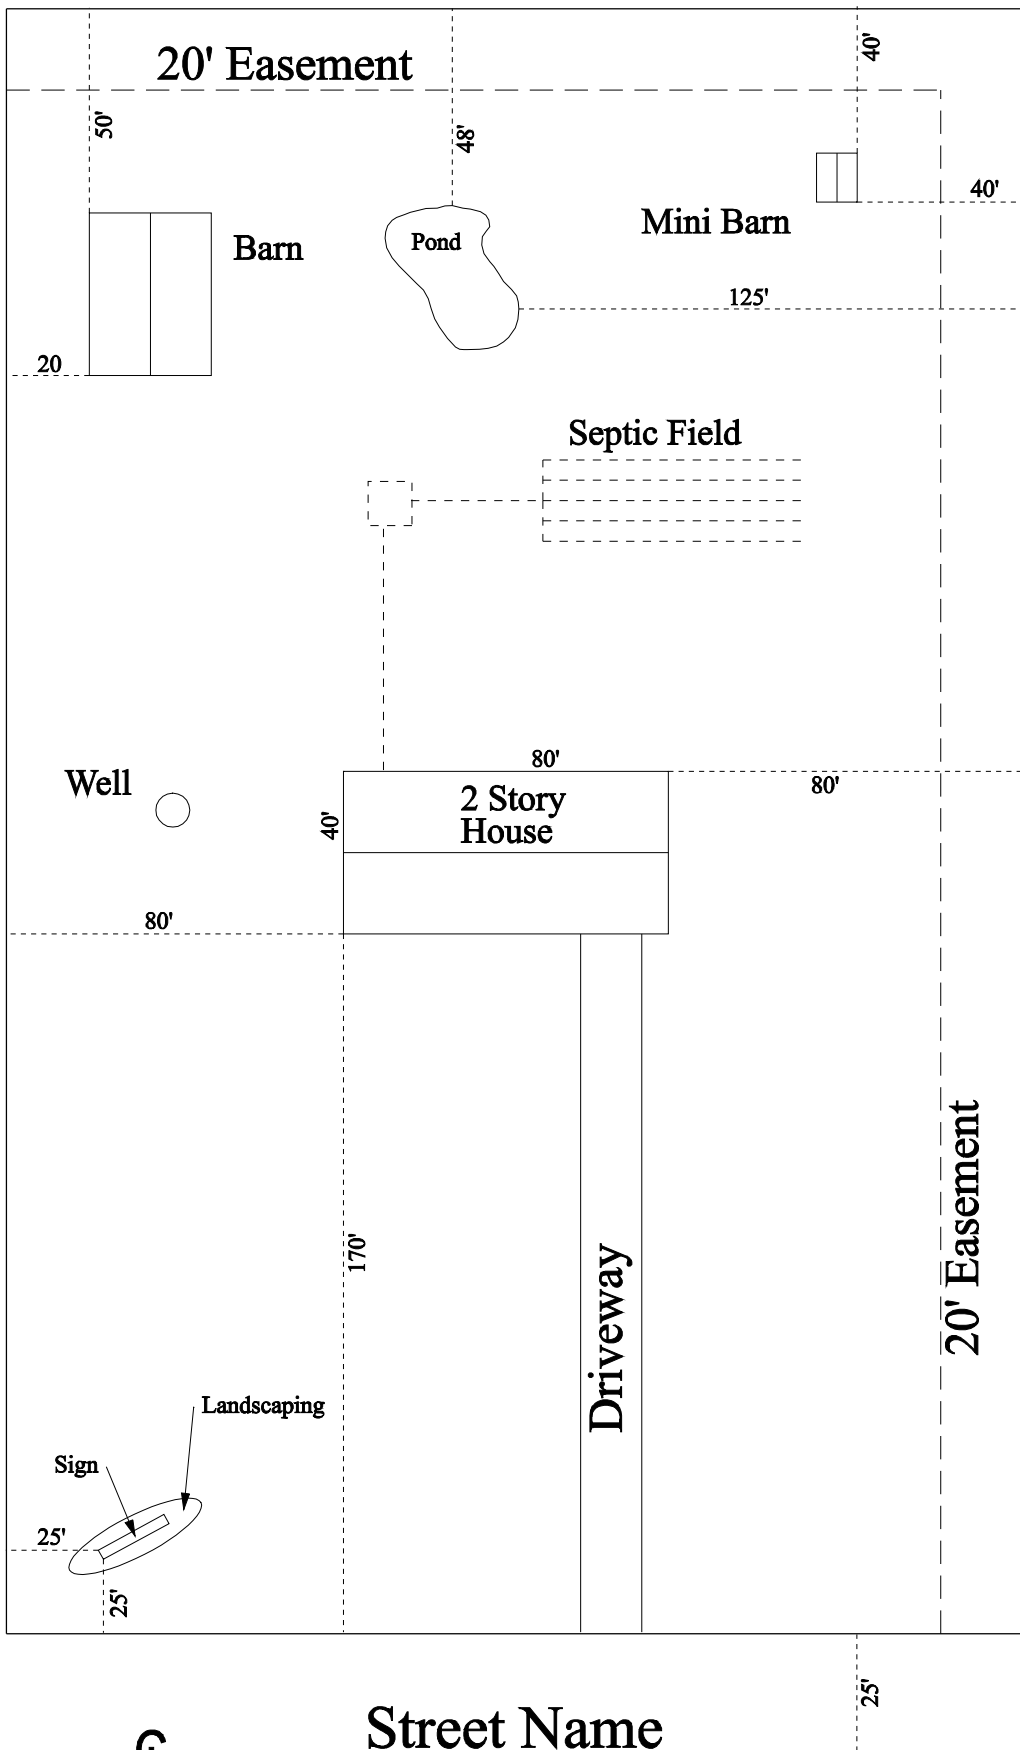 40'
20' Easement
50'
48'
40'
Mini Barn
Barn
Pond
125'
20
Septic Field
80'
80'
Well
2 Story
House
40'
80'
20' Easement
170'
Driveway
Landscaping
Sign
25'
25'
25'
Street Name